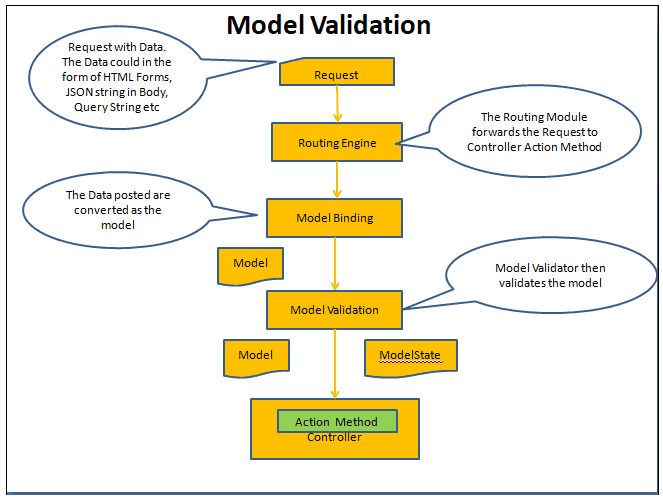 Model Validation
Request with Data.
The Data could in the
form of HTML Forms,
JSON string in Body,
Query String etc
Request
The Routing Module
forwards the Request to
Controller Action Method
Routing Engine
The Data posted are
converted as the
model
Model Binding
Model
Model Validator then
validates the model
Model Validation
Model
ModelState
Action Method
Controller